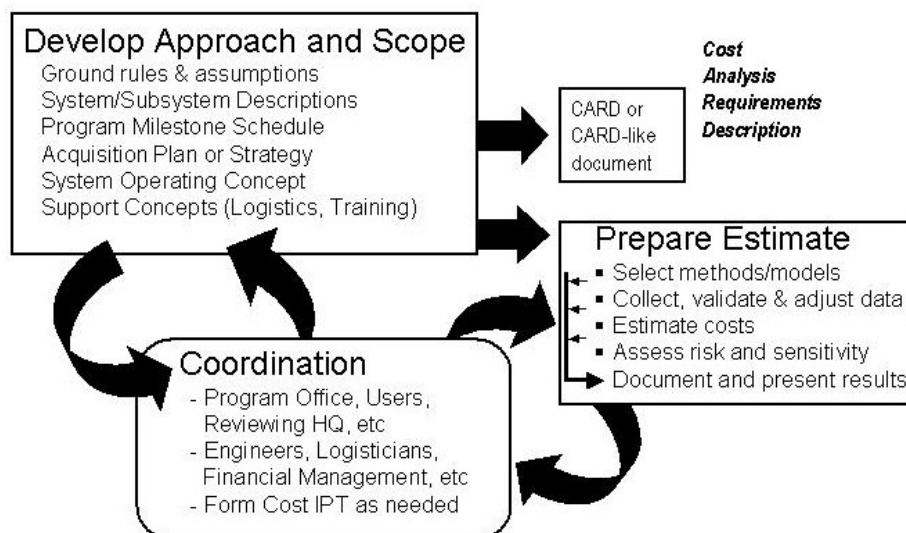 Develop Approach and Scope
Ground rules & assumptions
System/Subsystem Descriptions
Program Milestone Schedule
Acquisition Plan or Strategy
System Operating Concept
Support Concepts (Logistics, Training)
CARD or
CARD-like
document
Cost
Analysis
Requirements
Description
Prepare Estimate
▪ Select methods/models
▪ Collect, validate & adjust data
▪ Estimate costs
▪ Assess risk and sensitivity
Document and present results
Coordination
- Program Office, Users,
Reviewing HQ, etc
- Engineers, Logisticians,
Financial Management, etc
- Form Cost IPT as needed